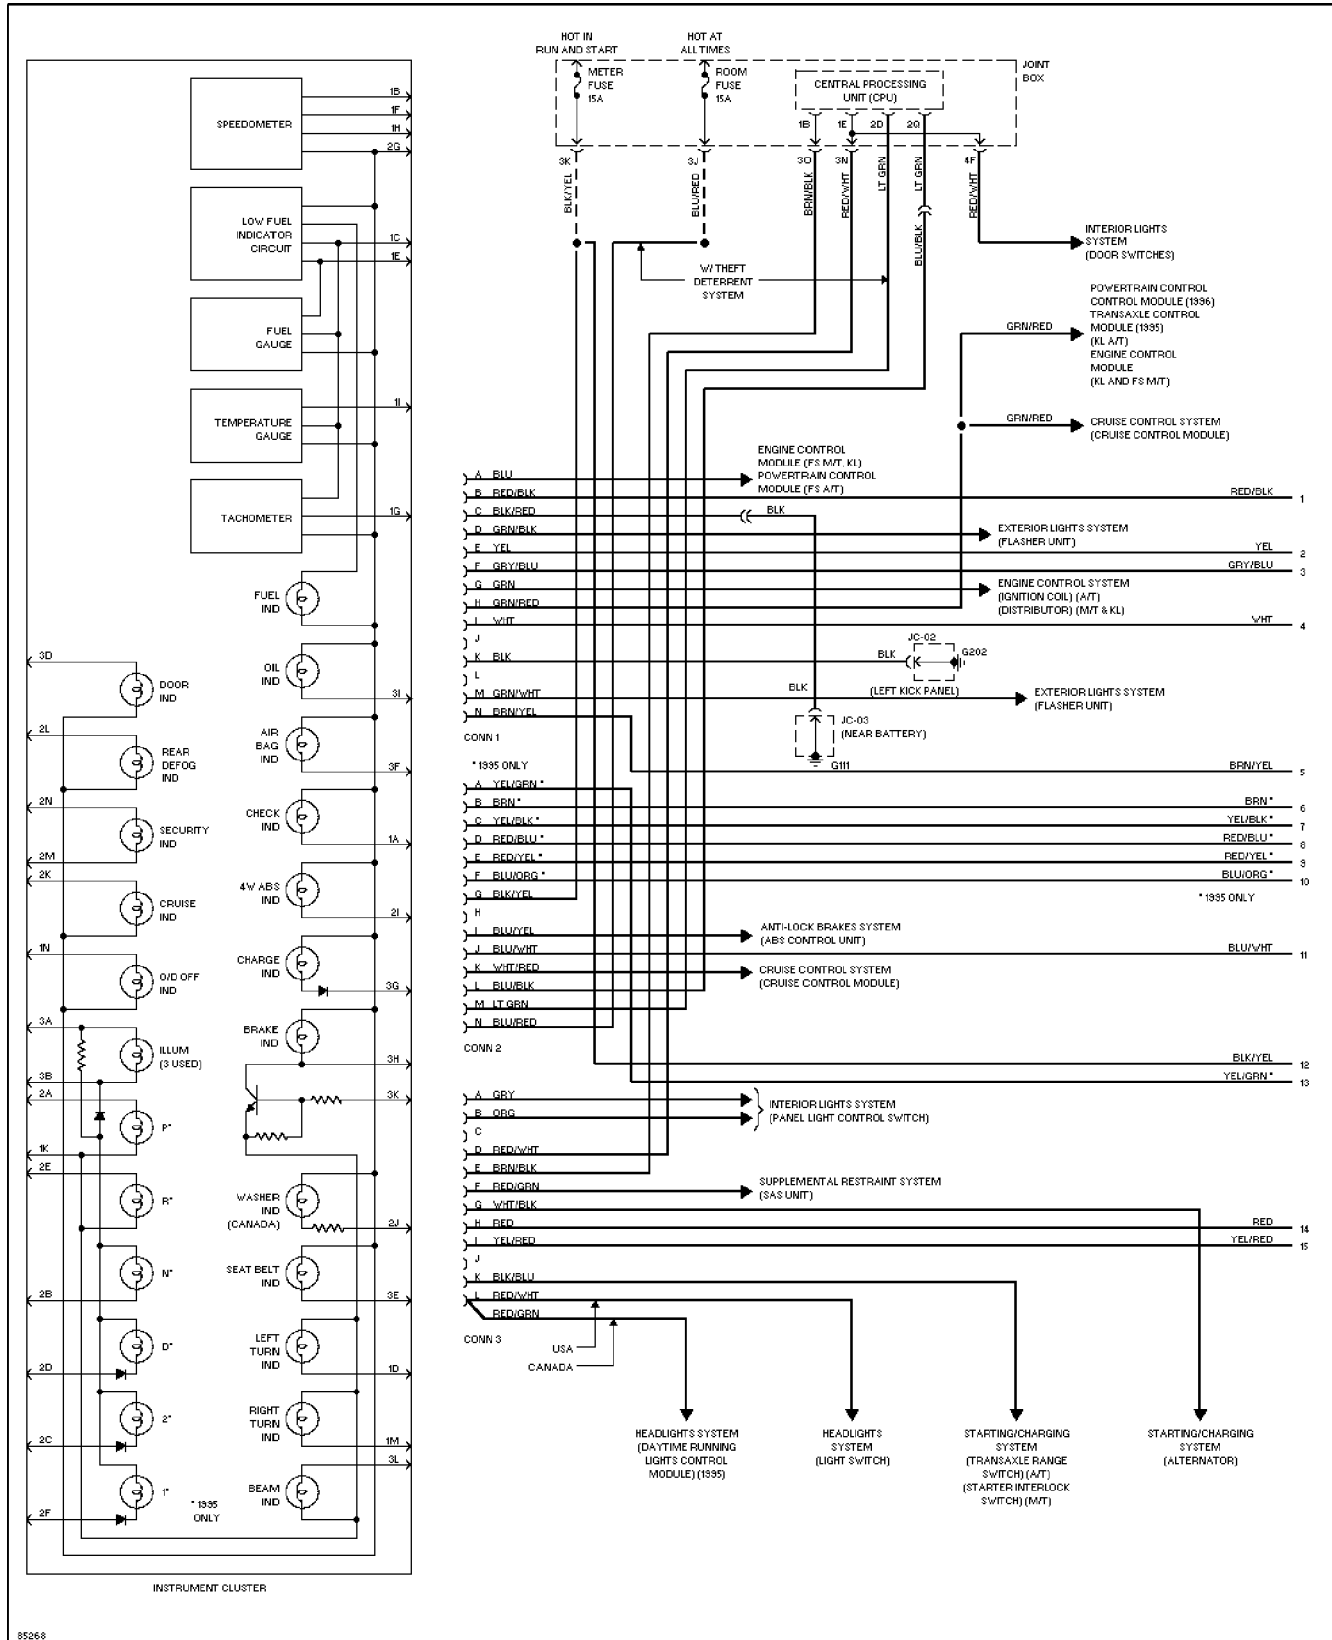 HOT IN
RUN AND START
HOT AT
ALL TIMES
METER
FUSE
15A
ROOM
FUSE
15A
CENTRAL PROCESSING
UNIT (CPU)
JOINT
BOX
1B 1E 2D 2Q
3K 3J 3O 3N 4F
BLK/YEL
BLU/RED
BRN/BLK
RED/WHT
LT GRN
LT GRN
BLU/BLK
RED/WHT
W/ THEFT
DETERRENT
SYSTEM
INTERIOR LIGHTS
SYSTEM
(DOOR SWITCHES)
GRN/RED
POWERTRAIN CONTROL
CONTROL MODULE (1996)
TRANSAXLE CONTROL
MODULE (1995)
(KL A/T)
ENGINE CONTROL
MODULE
(KL AND FS M/T)
GRN/RED
CRUISE CONTROL SYSTEM
(CRUISE CONTROL MODULE)
SPEEDOMETER
1B
1F
1H
2G
LOW FUEL
INDICATOR
CIRCUIT
1C
1E
FUEL
GAUGE
TEMPERATURE
GAUGE
1I
TACHOMETER
1G
FUEL
IND
OIL
IND
3I
AIR
BAG
IND
3F
CHECK
IND
1A
4W ABS
IND
2I
CHARGE
IND
3G
BRAKE
IND
3H
3K
WASHER
IND
(CANADA)
2J
SEAT BELT
IND
3E
LEFT
TURN
IND
1D
RIGHT
TURN
IND
1M
3L
BEAM
IND
3D
DOOR
IND
2L
REAR
DEFOG
IND
2N
SECURITY
IND
2M
2K
CRUISE
IND
1N
O/D OFF
IND
3A
ILLUM
(3 USED)
3B
2A
P*
1K
2E
R*
N*
2B
D*
2D
2*
2C
1*
2F
* 1995
ONLY
INSTRUMENT CLUSTER
A BLU
ENGINE CONTROL
MODULE (FS M/T, KL)
POWERTRAIN CONTROL
MODULE (FS A/T)
B RED/BLK RED/BLK 1
C BLK/RED BLK
D GRN/BLK
EXTERIOR LIGHTS SYSTEM
(FLASHER UNIT)
E YEL YEL 2
F GRY/BLU GRY/BLU 3
G GRN
ENGINE CONTROL SYSTEM
(IGNITION COIL) (A/T)
(DISTRIBUTOR) (M/T & KL)
H GRN/RED
I WHT WHT 4
J
K BLK BLK
JC-02
G202
(LEFT KICK PANEL)
L
M GRN/WHT
BLK
EXTERIOR LIGHTS SYSTEM
(FLASHER UNIT)
N BRN/YEL
JC-03
(NEAR BATTERY)
G111
CONN 1
BRN/YEL 5
* 1995 ONLY
A YEL/GRN *
B BRN * BRN * 6
C YEL/BLK * YEL/BLK * 7
D RED/BLU * RED/BLU * 8
E RED/YEL * RED/YEL * 9
F BLU/ORG * BLU/ORG * 10
G BLK/YEL
* 1995 ONLY
H
I BLU/YEL
ANTI-LOCK BRAKES SYSTEM
(ABS CONTROL UNIT)
J BLU/WHT BLU/WHT 11
K WHT/RED
CRUISE CONTROL SYSTEM
(CRUISE CONTROL MODULE)
L BLU/BLK
M LT GRN
N BLU/RED
CONN 2
BLK/YEL 12
YEL/GRN * 13
A GRY
B ORG
INTERIOR LIGHTS SYSTEM
(PANEL LIGHT CONTROL SWITCH)
C
D RED/WHT
E BRN/BLK
F RED/GRN
SUPPLEMENTAL RESTRAINT SYSTEM
(SAS UNIT)
G WHT/BLK
H RED RED 14
I YEL/RED YEL/RED 15
J
K BLK/BLU
L RED/WHT
RED/GRN
CONN 3
USA
CANADA
HEADLIGHTS SYSTEM
(DAYTIME RUNNING
LIGHTS CONTROL
MODULE) (1995)
HEADLIGHTS
SYSTEM
(LIGHT SWITCH)
STARTING/CHARGING
SYSTEM
(TRANSAXLE RANGE
SWITCH) (A/T)
(STARTER INTERLOCK
SWITCH) (M/T)
STARTING/CHARGING
SYSTEM
(ALTERNATOR)
85268